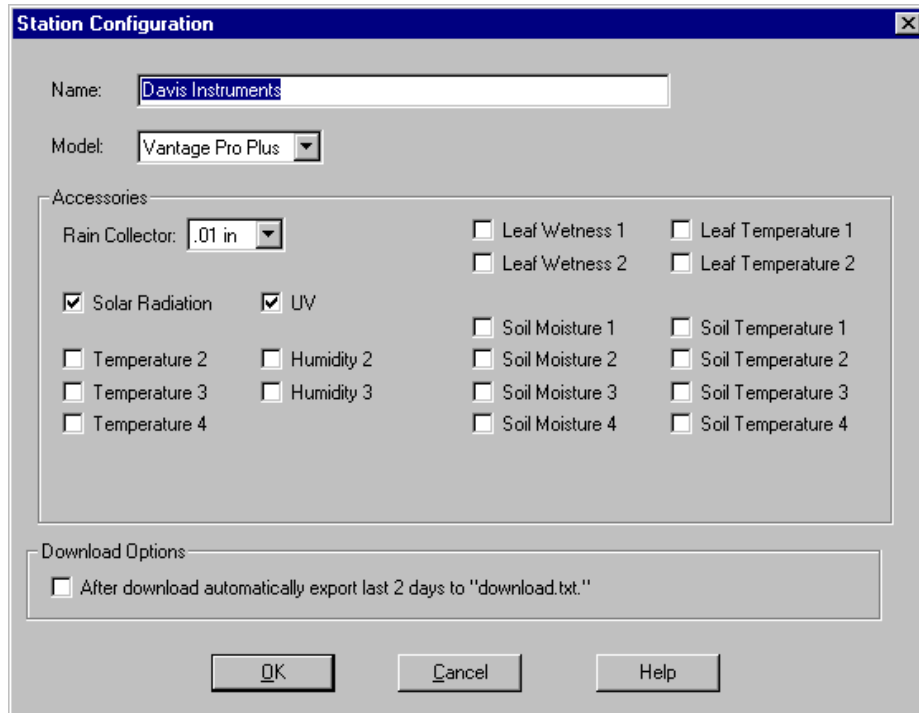 Station Configuration
Name: Davis Instruments
Model: Vantage Pro Plus
Accessories
Rain Collector: .01 in
Leaf Wetness 1 Leaf Temperature 1
Leaf Wetness 2 Leaf Temperature 2
Solar Radiation UV
Soil Moisture 1 Soil Temperature 1
Temperature 2 Humidity 2 Soil Moisture 2 Soil Temperature 2
Temperature 3 Humidity 3 Soil Moisture 3 Soil Temperature 3
Temperature 4 Soil Moisture 4 Soil Temperature 4
Download Options
After download automatically export last 2 days to "download.txt."
OK Cancel Help